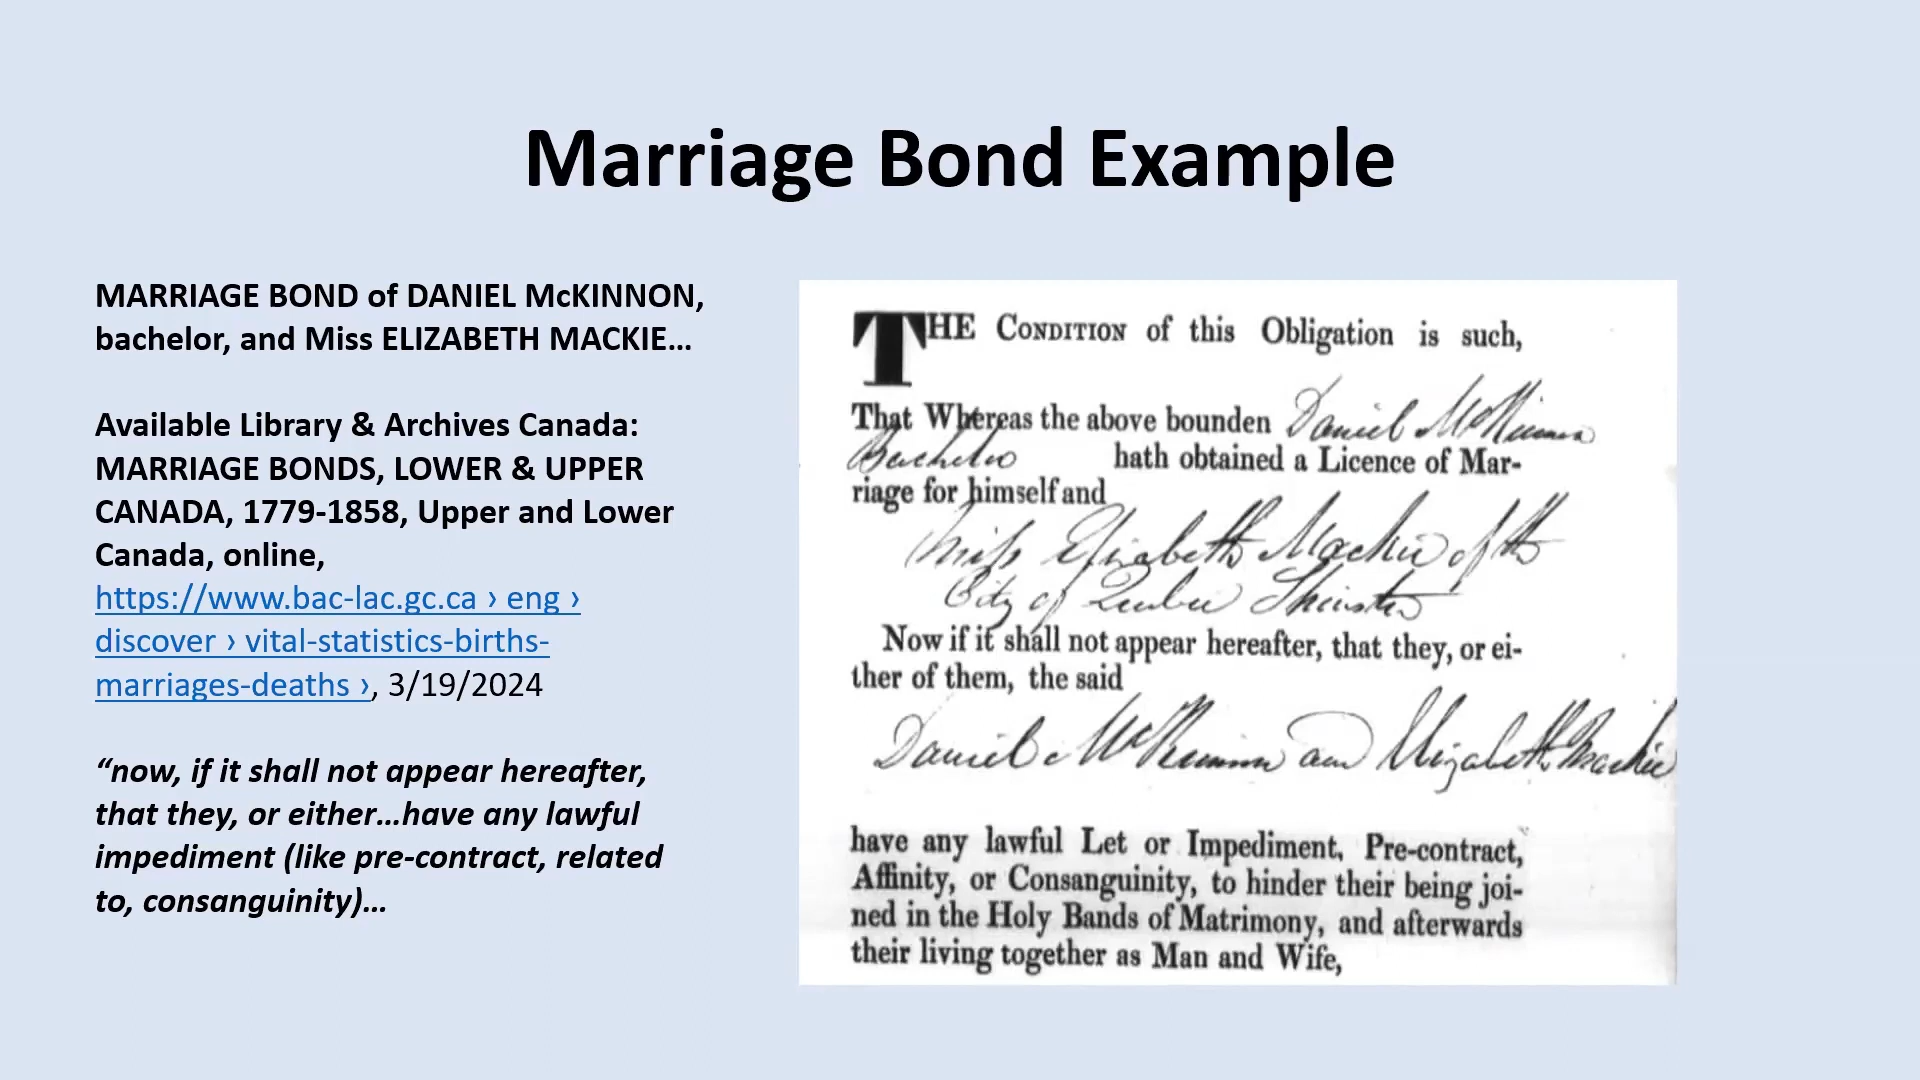 Marriage Bond Example
MARRIAGE BOND of DANIEL McKINNON,
bachelor, and Miss ELIZABETH MACKIE...
Available Library & Archives Canada:
MARRIAGE BONDS, LOWER & UPPER
CANADA, 1779-1858, Upper and Lower
Canada, online,
https://www.bac-lac.gc.ca › eng ›
discover › vital-statistics-births-
marriages-deaths ›, 3/19/2024
“now, if it shall not appear hereafter,
that they, or either...have any lawful
impediment (like pre-contract, related
to, consanguinity)...
THE CONDITION of this Obligation is such,
That Whereas the above bounden Daniel McKinnon
Bachelor hath obtained a Licence of Mar-
riage for himself and
Miss Elizabeth Mackie of the
City of Quebec Spinster
Now if it shall not appear hereafter, that they, or ei-
ther of them, the said
Daniel McKinnon and Elizabeth Mackie
have any lawful Let or Impediment, Pre-contract,
Affinity, or Consanguinity, to hinder their being joi-
ned in the Holy Bands of Matrimony, and afterwards
their living together as Man and Wife,